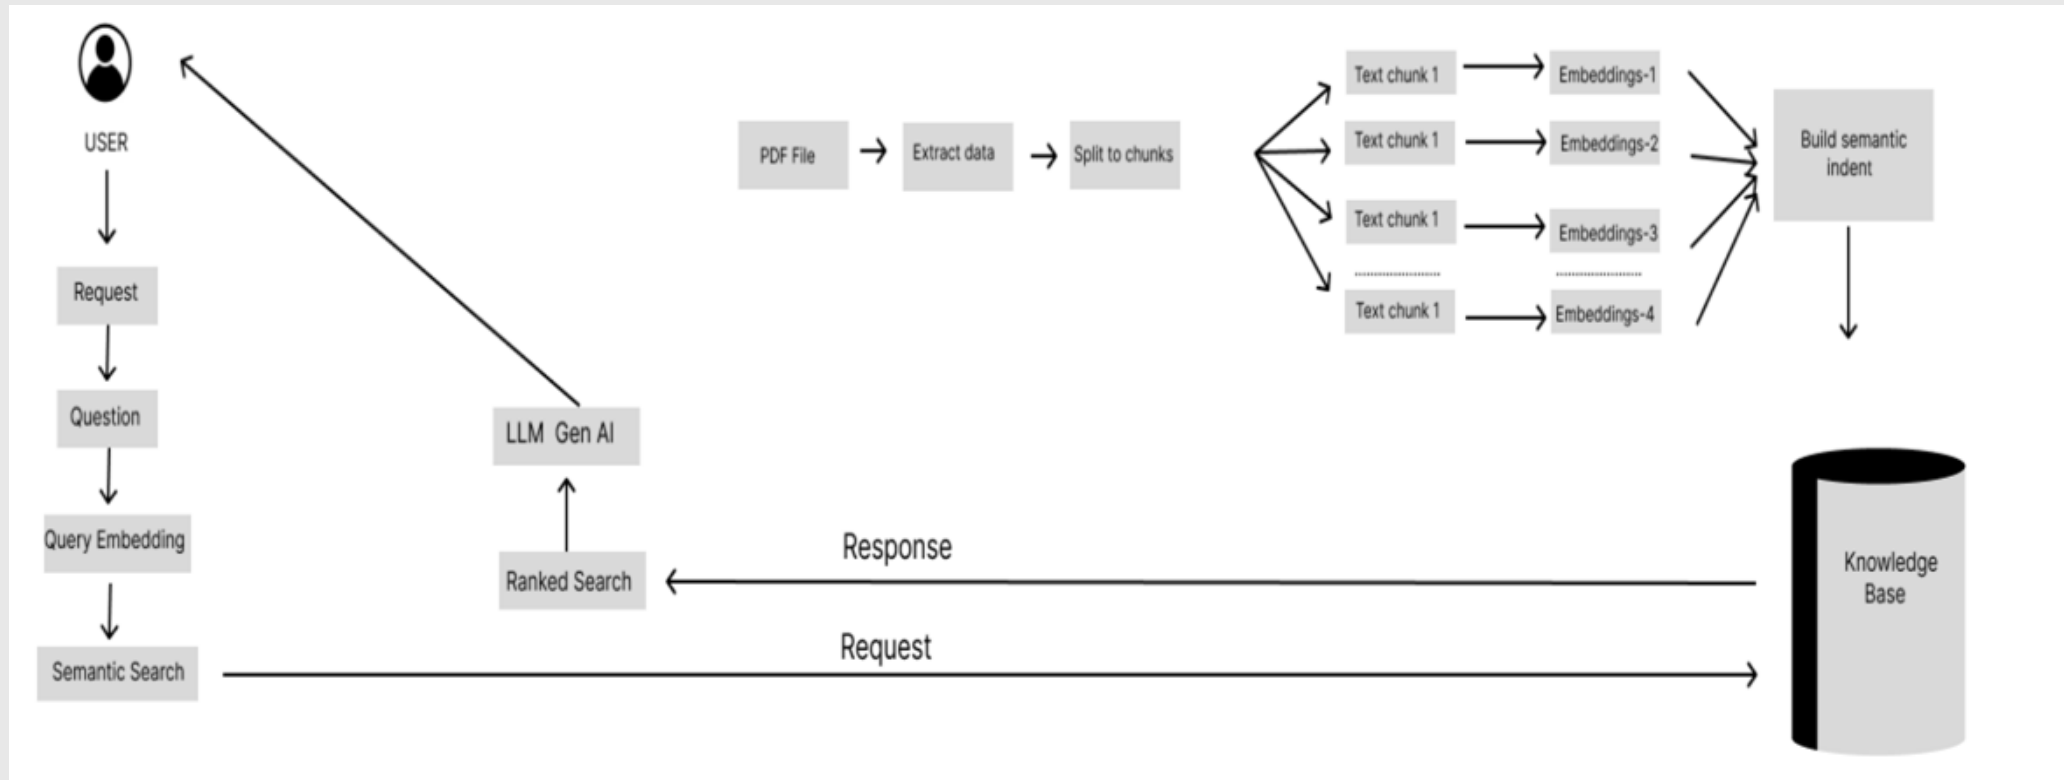 USER
Request
Question
Query Embedding
Semantic Search
LLM Gen AI
Ranked Search
Response
Request
PDF File
Extract data
Split to chunks
Text chunk 1
Embeddings-1
Text chunk 1
Embeddings-2
Text chunk 1
Embeddings-3
Text chunk 1
Embeddings-4
Build semantic
indent
Knowledge
Base